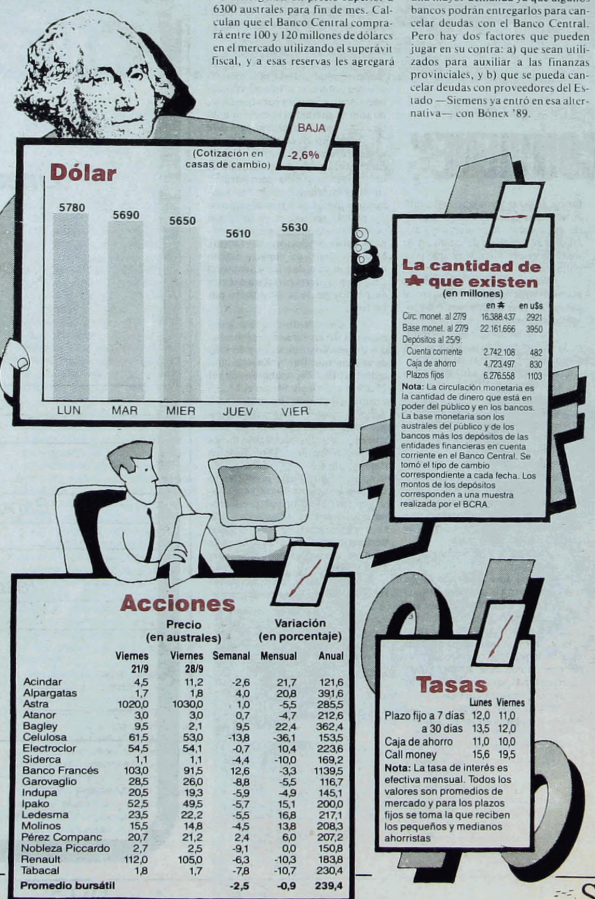 6300 australes para fin de mes. Cal-
culan que el Banco Central compra-
rá entre 100 y 120 millones de dólares
en el mercado utilizando el superávit
fiscal, y a esas reservas les agregará
bancos podrán entregarlos para can-
celar deudas con el Banco Central.
Pero hay dos factores que pueden
jugar en su contra: a) que sean utili-
zados para auxiliar a las finanzas
provinciales, y b) que se pueda can-
celar deudas con proveedores del Es-
tado —Siemens ya entró en esa alter-
nativa— con Bónex '89.
BAJA
-2,6%
(Cotización en
casas de cambio)
Dólar
5780 5690 5650 5610 5630
LUN MAR MIER JUEV VIER
La cantidad de
que existen
(en millones)
en en u$s
Circ. monet. al 27/9 16.388.437 2921
Base monet. al 27/9 22.161.666 3950
Depósitos al 25/9:
Cuenta corriente 2.742.108 482
Caja de ahorro 4.723.497 830
Plazos fijos 6.276.558 1103
Nota: La circulación monetaria es
la cantidad de dinero que está en
poder del público y en los bancos.
La base monetaria son los
australes del público y de los
bancos más los depósitos de las
entidades financieras en cuenta
corriente en el Banco Central. Se
tomó el tipo de cambio
correspondiente a cada fecha. Los
montos de los depósitos
corresponden a una muestra
realizada por el BCRA.
Acciones
Precio Variación
(en australes) (en porcentaje)
Viernes Viernes Semanal Mensual Anual
21/9 28/9
Acindar 4,5 11,2 -2,6 21,7 121,6
Alpargatas 1,7 1,8 4,0 20,8 391,6
Astra 1020,0 1030,0 1,0 -5,5 285,5
Atanor 3,0 3,0 0,7 -4,7 212,6
Bagley 9,5 2,1 9,5 22,4 362,4
Celulosa 61,5 53,0 -13,8 -36,1 153,5
Electroclor 54,5 54,1 -0,7 10,4 223,6
Siderca 1,1 1,1 -4,4 -10,0 169,2
Banco Francés 103,0 91,5 12,6 -3,3 1139,5
Garovaglio 28,5 26,0 -8,8 -5,5 116,7
Indupa 20,5 19,3 -5,9 -4,9 145,1
Ipako 52,5 49,5 -5,7 15,1 200,0
Ledesma 23,5 22,2 -5,5 16,8 217,1
Molinos 15,5 14,8 -4,5 13,8 208,3
Pérez Companc 20,7 21,2 2,4 6,0 207,2
Nobleza Piccardo 2,7 2,5 -9,1 0,0 150,8
Renault 112,0 105,0 -6,3 -10,3 183,8
Tabacal 1,8 1,7 -7,8 -10,7 230,4
Promedio bursátil -2,5 -0,9 239,4
Tasas
Lunes Viernes
Plazo fijo a 7 días 12,0 11,0
a 30 días 13,5 12,0
Caja de ahorro 11,0 10,0
Call money 15,6 19,5
Nota: La tasa de interés es
efectiva mensual. Todos los
valores son promedios de
mercado y para los plazos
fijos se toma la que reciben
los pequeños y medianos
ahorristas